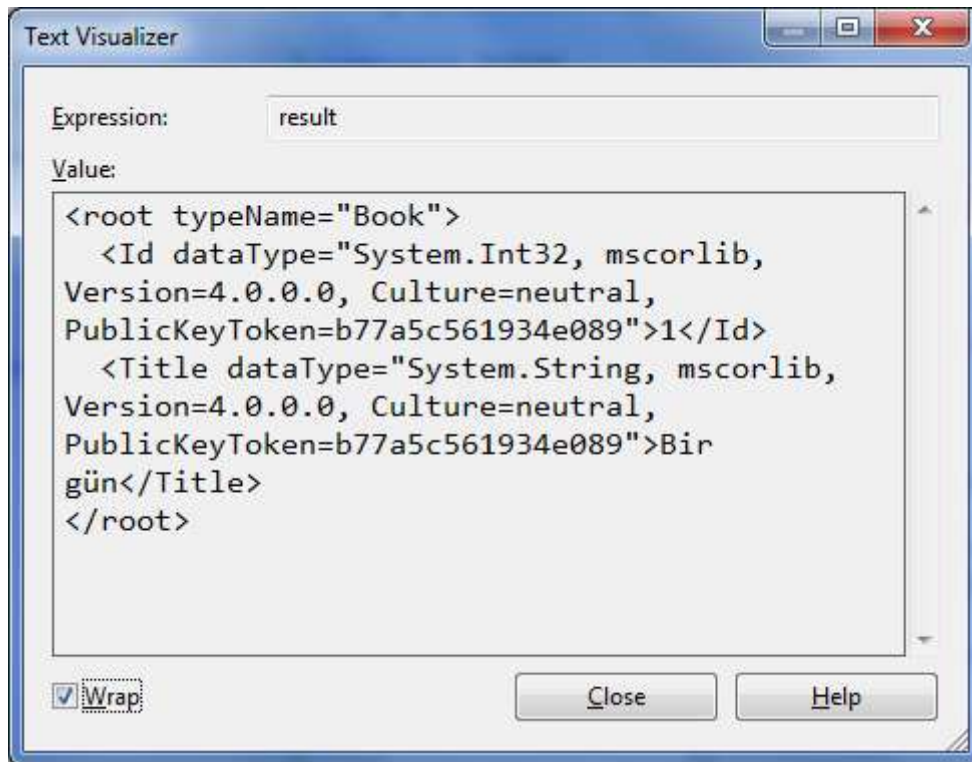 Text Visualizer
Expression: result
Value:
<root typeName="Book">
  <Id dataType="System.Int32, mscorlib,
Version=4.0.0.0, Culture=neutral,
PublicKeyToken=b77a5c561934e089">1</Id>
  <Title dataType="System.String, mscorlib,
Version=4.0.0.0, Culture=neutral,
PublicKeyToken=b77a5c561934e089">Bir
gün</Title>
</root>
Wrap Close Help